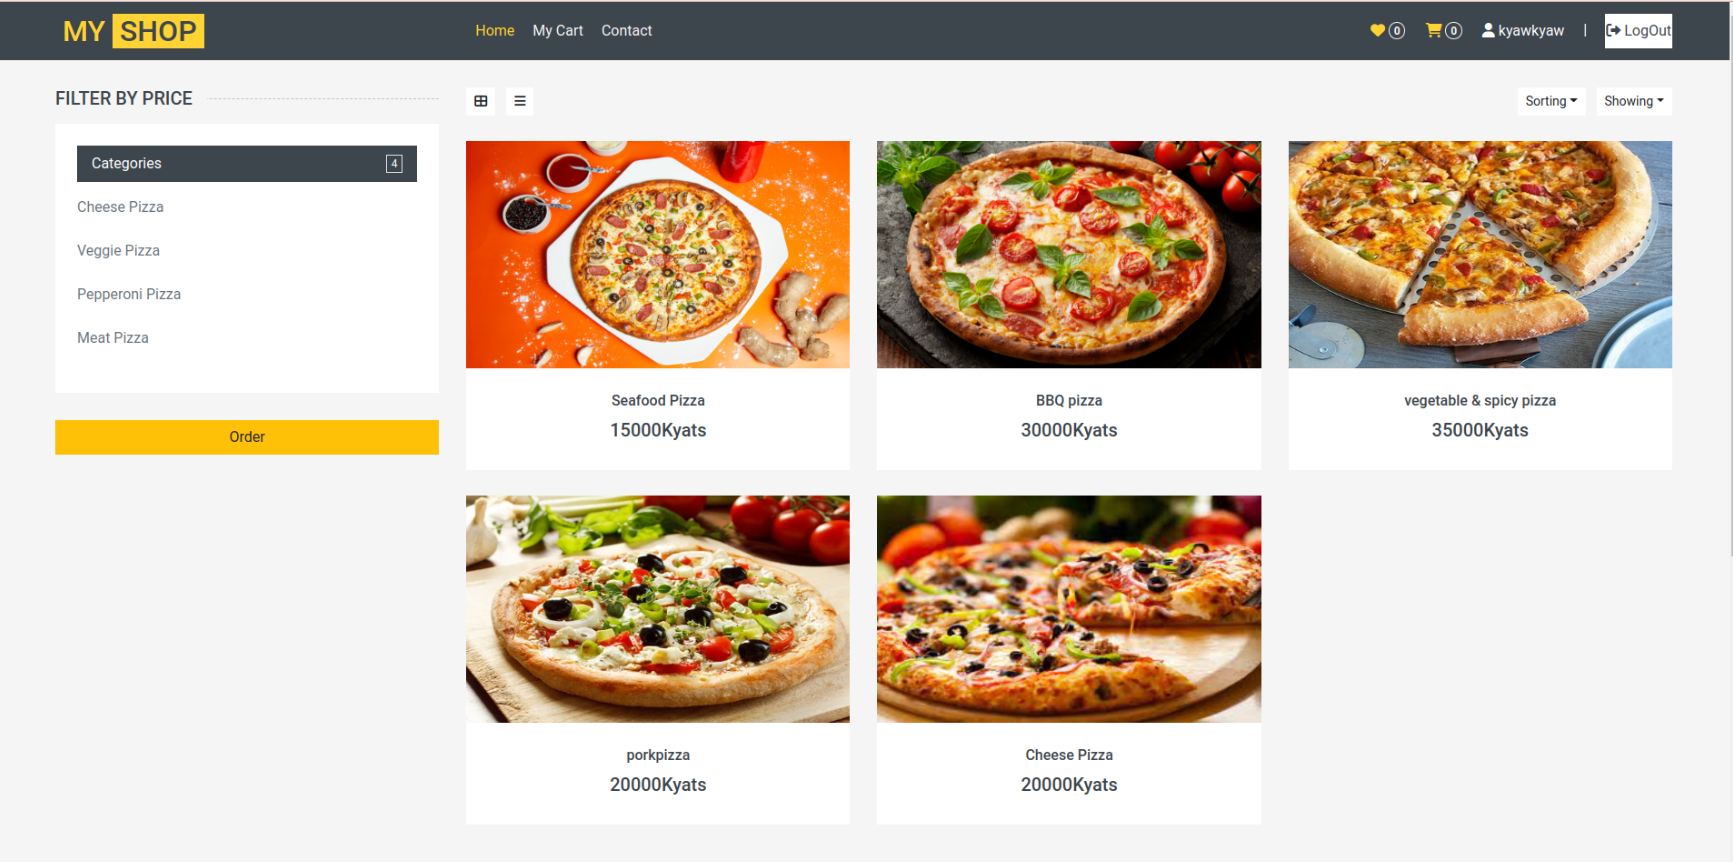 MY SHOP
Home My Cart Contact
0 0 kyawkyaw | LogOut
FILTER BY PRICE
Sorting Showing
Categories 4
Cheese Pizza
Veggie Pizza
Pepperoni Pizza
Meat Pizza
Order
Seafood Pizza
15000Kyats
BBQ pizza
30000Kyats
vegetable & spicy pizza
35000Kyats
porkpizza
20000Kyats
Cheese Pizza
20000Kyats